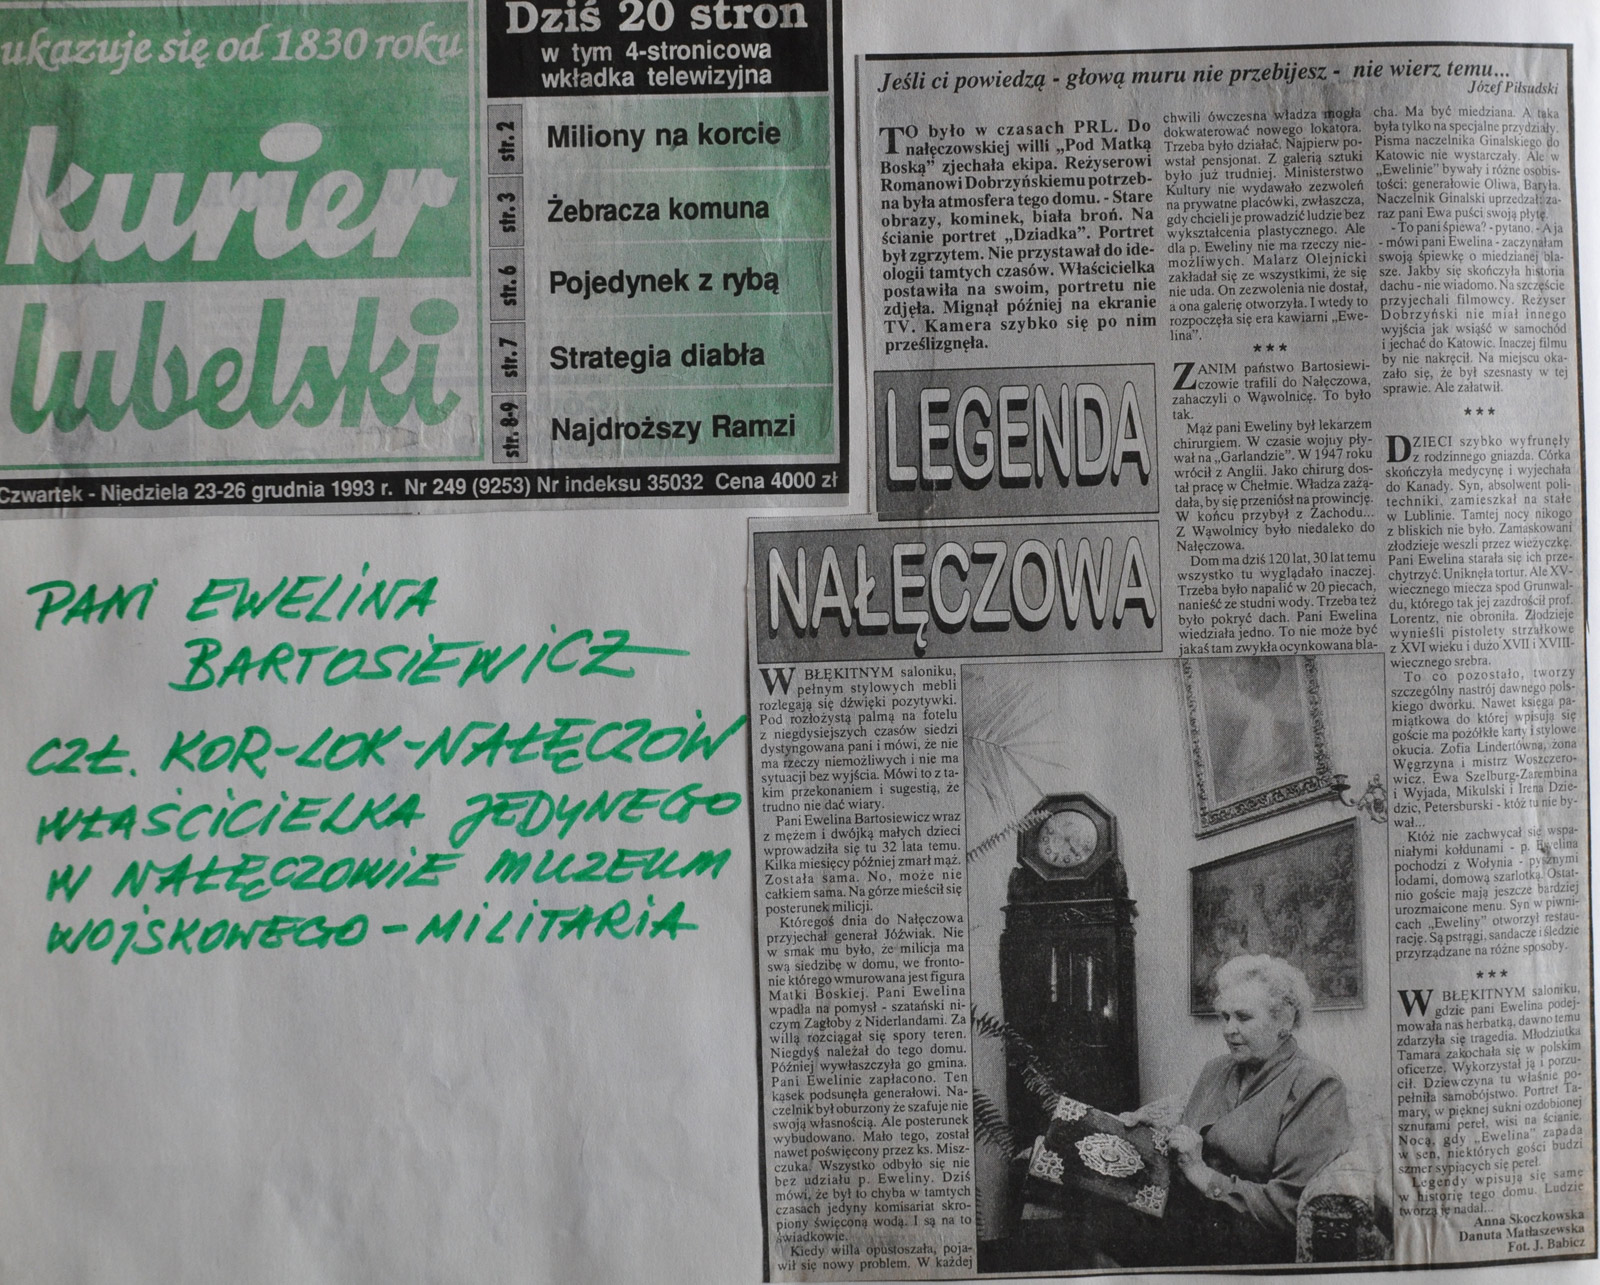 ukazuje się od 1830 roku
kurier
lubelski
Dziś 20 stron
w tym 4-stronicowa
wkładka telewizyjna
str. 2 Miliony na korcie
str. 3 Żebracza komuna
str. 6 Pojedynek z rybą
str. 7 Strategia diabła
str. 8-9 Najdroższy Ramzi
Czwartek - Niedziela 23-26 grudnia 1993 r. Nr 249 (9253) Nr indeksu 35032 Cena 4000 zł
PANI EWELINA
BARTOSIEWICZ
CZŁ. KOR-LOK-NAŁĘCZÓW
WŁAŚCICIELKA JEDYNEGO
W NAŁĘCZOWIE MUZEUM
WOJSKOWEGO - MILITARIA
Jeśli ci powiedzą - głową muru nie przebijesz - nie wierz temu...
Józef Piłsudski
TO było w czasach PRL. Do
nałęczowskiej willi „Pod Matką
Boską” zjechała ekipa. Reżyserowi
Romanowi Dobrzyńskiemu potrzeb-
na była atmosfera tego domu. - Stare
obrazy, kominek, biała broń. Na
ścianie portret „Dziadka”. Portret
był zgrzytem. Nie przystawał do ide-
ologii tamtych czasów. Właścicielka
postawiła na swoim, portretu nie
zdjęła. Mignął później na ekranie
TV. Kamera szybko się po nim
prześlizgnęła.
LEGENDA
NAŁĘCZOWA
W BŁĘKITNYM saloniku,
pełnym stylowych mebli
rozlegają się dźwięki pozytywki.
Pod rozłożystą palmą na fotelu
z niegdysiejszych czasów siedzi
dystyngowana pani i mówi, że nie
ma rzeczy niemożliwych i nie ma
sytuacji bez wyjścia. Mówi to z ta-
kim przekonaniem i sugestią, że
trudno nie dać wiary.
Pani Ewelina Bartosiewicz wraz
z mężem i dwójką małych dzieci
wprowadziła się tu 32 lata temu.
Kilka miesięcy później zmarł mąż.
Została sama. No, może nie
całkiem sama. Na górze mieścił się
posterunek milicji.
Któregoś dnia do Nałęczowa
przyjechał generał Jóźwiak. Nie
w smak mu było, że milicja ma
swą siedzibę w domu, we fronto-
nie którego wmurowana jest figura
Matki Boskiej. Pani Ewelina
wpadła na pomysł - szatański ni-
czym Zagłoby z Niderlandami. Za
willą rozciągał się spory teren.
Niegdyś należał do tego domu.
Później wywłaszczyła go gmina.
Pani Ewelinie zapłacono. Ten
kąsek podsunęła generałowi. Na-
czelnik był oburzony że szafuje nie
swoją własnością. Ale posterunek
wybudowano. Mało tego, został
nawet poświęcony przez ks. Misz-
czuka. Wszystko odbyło się nie
bez udziału p. Eweliny. Dziś
mówi, że był to chyba w tamtych
czasach jedyny komisariat skro-
piony święconą wodą. I są na to
świadkowie.
Kiedy willa opustoszała, poja-
wił się nowy problem. W każdej
chwili ówczesna władza mogła
dokwaterować nowego lokatora.
Trzeba było działać. Najpierw po-
wstał pensjonat. Z galerią sztuki
było już trudniej. Ministerstwo
Kultury nie wydawało zezwoleń
na prywatne placówki, zwłaszcza,
gdy chcieli je prowadzić ludzie bez
wykształcenia plastycznego. Ale
dla p. Eweliny nie ma rzeczy nie-
możliwych. Malarz Olejnicki
zakładał się ze wszystkimi, że się
nie uda. On zezwolenia nie dostał,
a ona galerię otworzyła. I wtedy to
rozpoczęła się era kawiarni „Ewe-
lina”.
***
ZANIM państwo Bartosiewi-
czowie trafili do Nałęczowa,
zahaczyli o Wąwolnicę. To było
tak.
Mąż pani Eweliny był lekarzem
chirurgiem. W czasie wojny pły-
wał na „Garlandzie”. W 1947 roku
wrócił z Anglii. Jako chirurg dos-
tał pracę w Chełmie. Władza zażą-
dała, by się przeniósł na prowincję.
W końcu przybył z Zachodu...
Z Wąwolnicy było niedaleko do
Nałęczowa.
Dom ma dziś 120 lat, 30 lat temu
wszystko tu wyglądało inaczej.
Trzeba było napalić w 20 piecach,
nanieść ze studni wody. Trzeba też
było pokryć dach. Pani Ewelina
wiedziała jedno. To nie może być
jakaś tam zwykła ocynkowana bla-
cha. Ma być miedziana. A taka
była tylko na specjalne przydziały.
Pisma naczelnika Ginalskiego do
Katowic nie wystarczały. Ale w
„Ewelinie” bywały i różne osobis-
tości: generałowie Oliwa, Baryła.
Naczelnik Ginalski uprzedzał: za-
raz pani Ewa puści swoją płytę.
- To pani śpiewa? - pytano. - A ja
- mówi pani Ewelina - zaczynałam
swoją śpiewkę o miedzianej bla-
sze. Jakby się skończyła historia
dachu - nie wiadomo. Na szczęście
przyjechali filmowcy. Reżyser
Dobrzyński nie miał innego
wyjścia jak wsiąść w samochód
i jechać do Katowic. Inaczej filmu
by nie nakręcił. Na miejscu oka-
zało się, że był szesnasty w tej
sprawie. Ale załatwił.
***
DZIECI szybko wyfrunęły
z rodzinnego gniazda. Córka
skończyła medycynę i wyjechała
do Kanady. Syn, absolwent poli-
techniki, zamieszkał na stałe
w Lublinie. Tamtej nocy nikogo
z bliskich nie było. Zamaskowani
złodzieje weszli przez wieżyczkę.
Pani Ewelina starała się ich prze-
chytrzyć. Uniknęła tortur. Ale XV-
wiecznego miecza spod Grunwal-
du, którego tak jej zazdrościł prof.
Lorentz, nie obroniła. Złodzieje
wynieśli pistolety strzałkowe
z XVI wieku i dużo XVII i XVIII-
wiecznego srebra.
To co pozostało, tworzy
szczególny nastrój dawnego pols-
kiego dworku. Nawet księga pa-
miątkowa do której wpisują się
goście ma pożółkłe karty i stylowe
okucia. Zofia Lindertówna, żona
Węgrzyna i mistrz Woszczero-
wicz, Ewa Szelburg-Zarembina
i Wyjada, Mikulski i Irena Dzie-
dzic, Petersburski - któż tu nie by-
wał...
Któż nie zachwycał się wspa-
niałymi kołdunami - p. Ewelina
pochodzi z Wołynia - pysznymi
lodami, domową szarlotką. Ostat-
nio goście mają jeszcze bardziej
urozmaicone menu. Syn w piwni-
cach „Eweliny” otworzył restau-
rację. Są pstrągi, sandacze i śledzie
przyrządzane na różne sposoby.
***
W BŁĘKITNYM saloniku,
gdzie pani Ewelina podej-
mowała nas herbatką, dawno temu
zdarzyła się tragedia. Młodziutka
Tamara zakochała się w polskim
oficerze. Wykorzystał ją i porzu-
cił. Dziewczyna tu właśnie po-
pełniła samobójstwo. Portret Ta-
mary, w pięknej sukni ozdobionej
sznurami pereł, wisi na ścianie.
Nocą, gdy „Ewelina” zapada
w sen, niektórych gości budzi
szmer sypiących się pereł.
Legendy wpisują się same
w historię tego domu. Ludzie
tworzą je nadal...
Anna Skoczkowska
Danuta Matłaszewska
Fot. J. Babicz